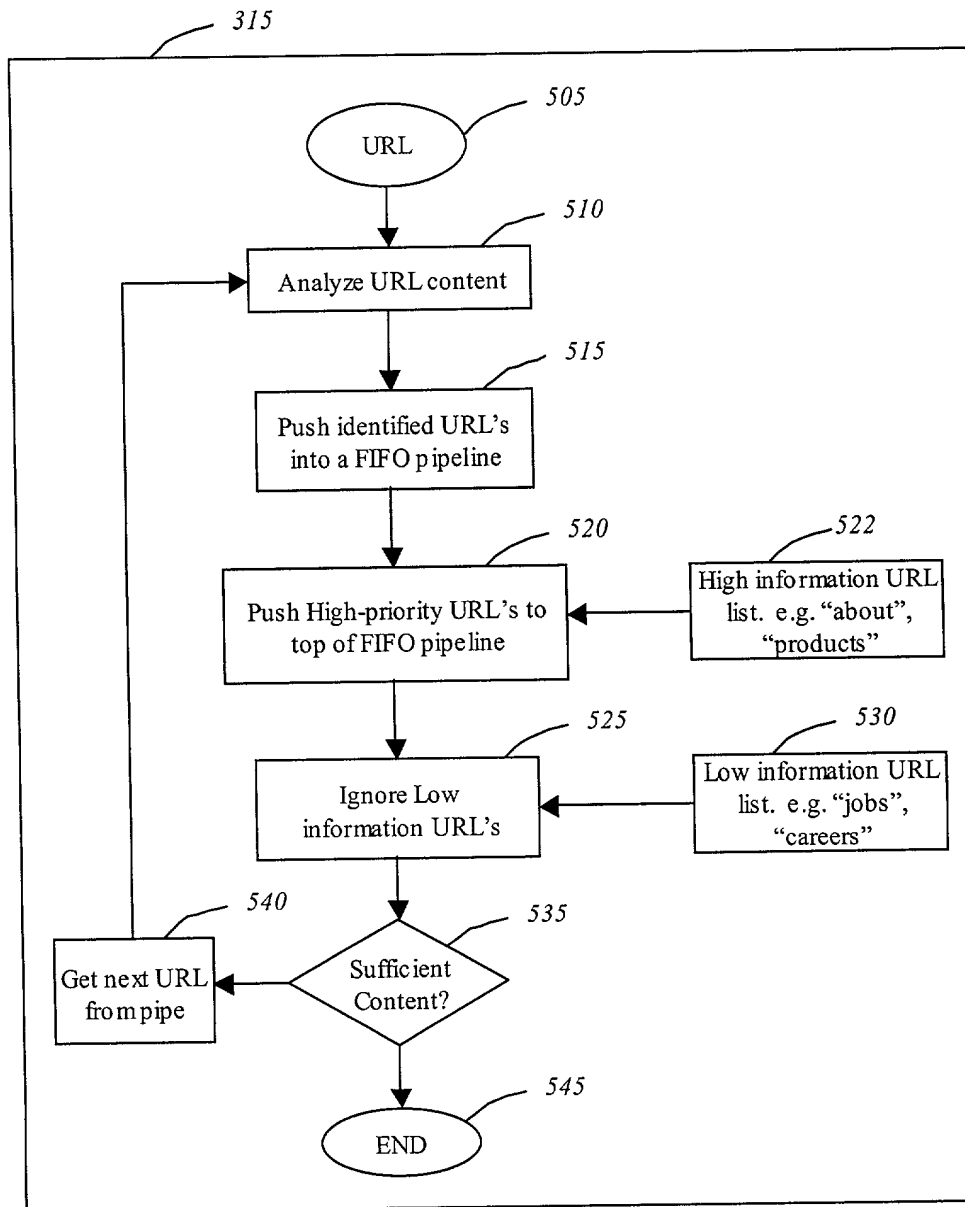 315
505
URL
510
Analyze URL content
515
Push identified URL's
into a FIFO pipeline
520
Push High-priority URL's to
top of FIFO pipeline
522
High information URL
list. e.g. “about”,
“products”
525
Ignore Low
information URL's
530
Low information URL
list. e.g. “jobs”,
“careers”
535
Sufficient
Content?
540
Get next URL
from pipe
545
END